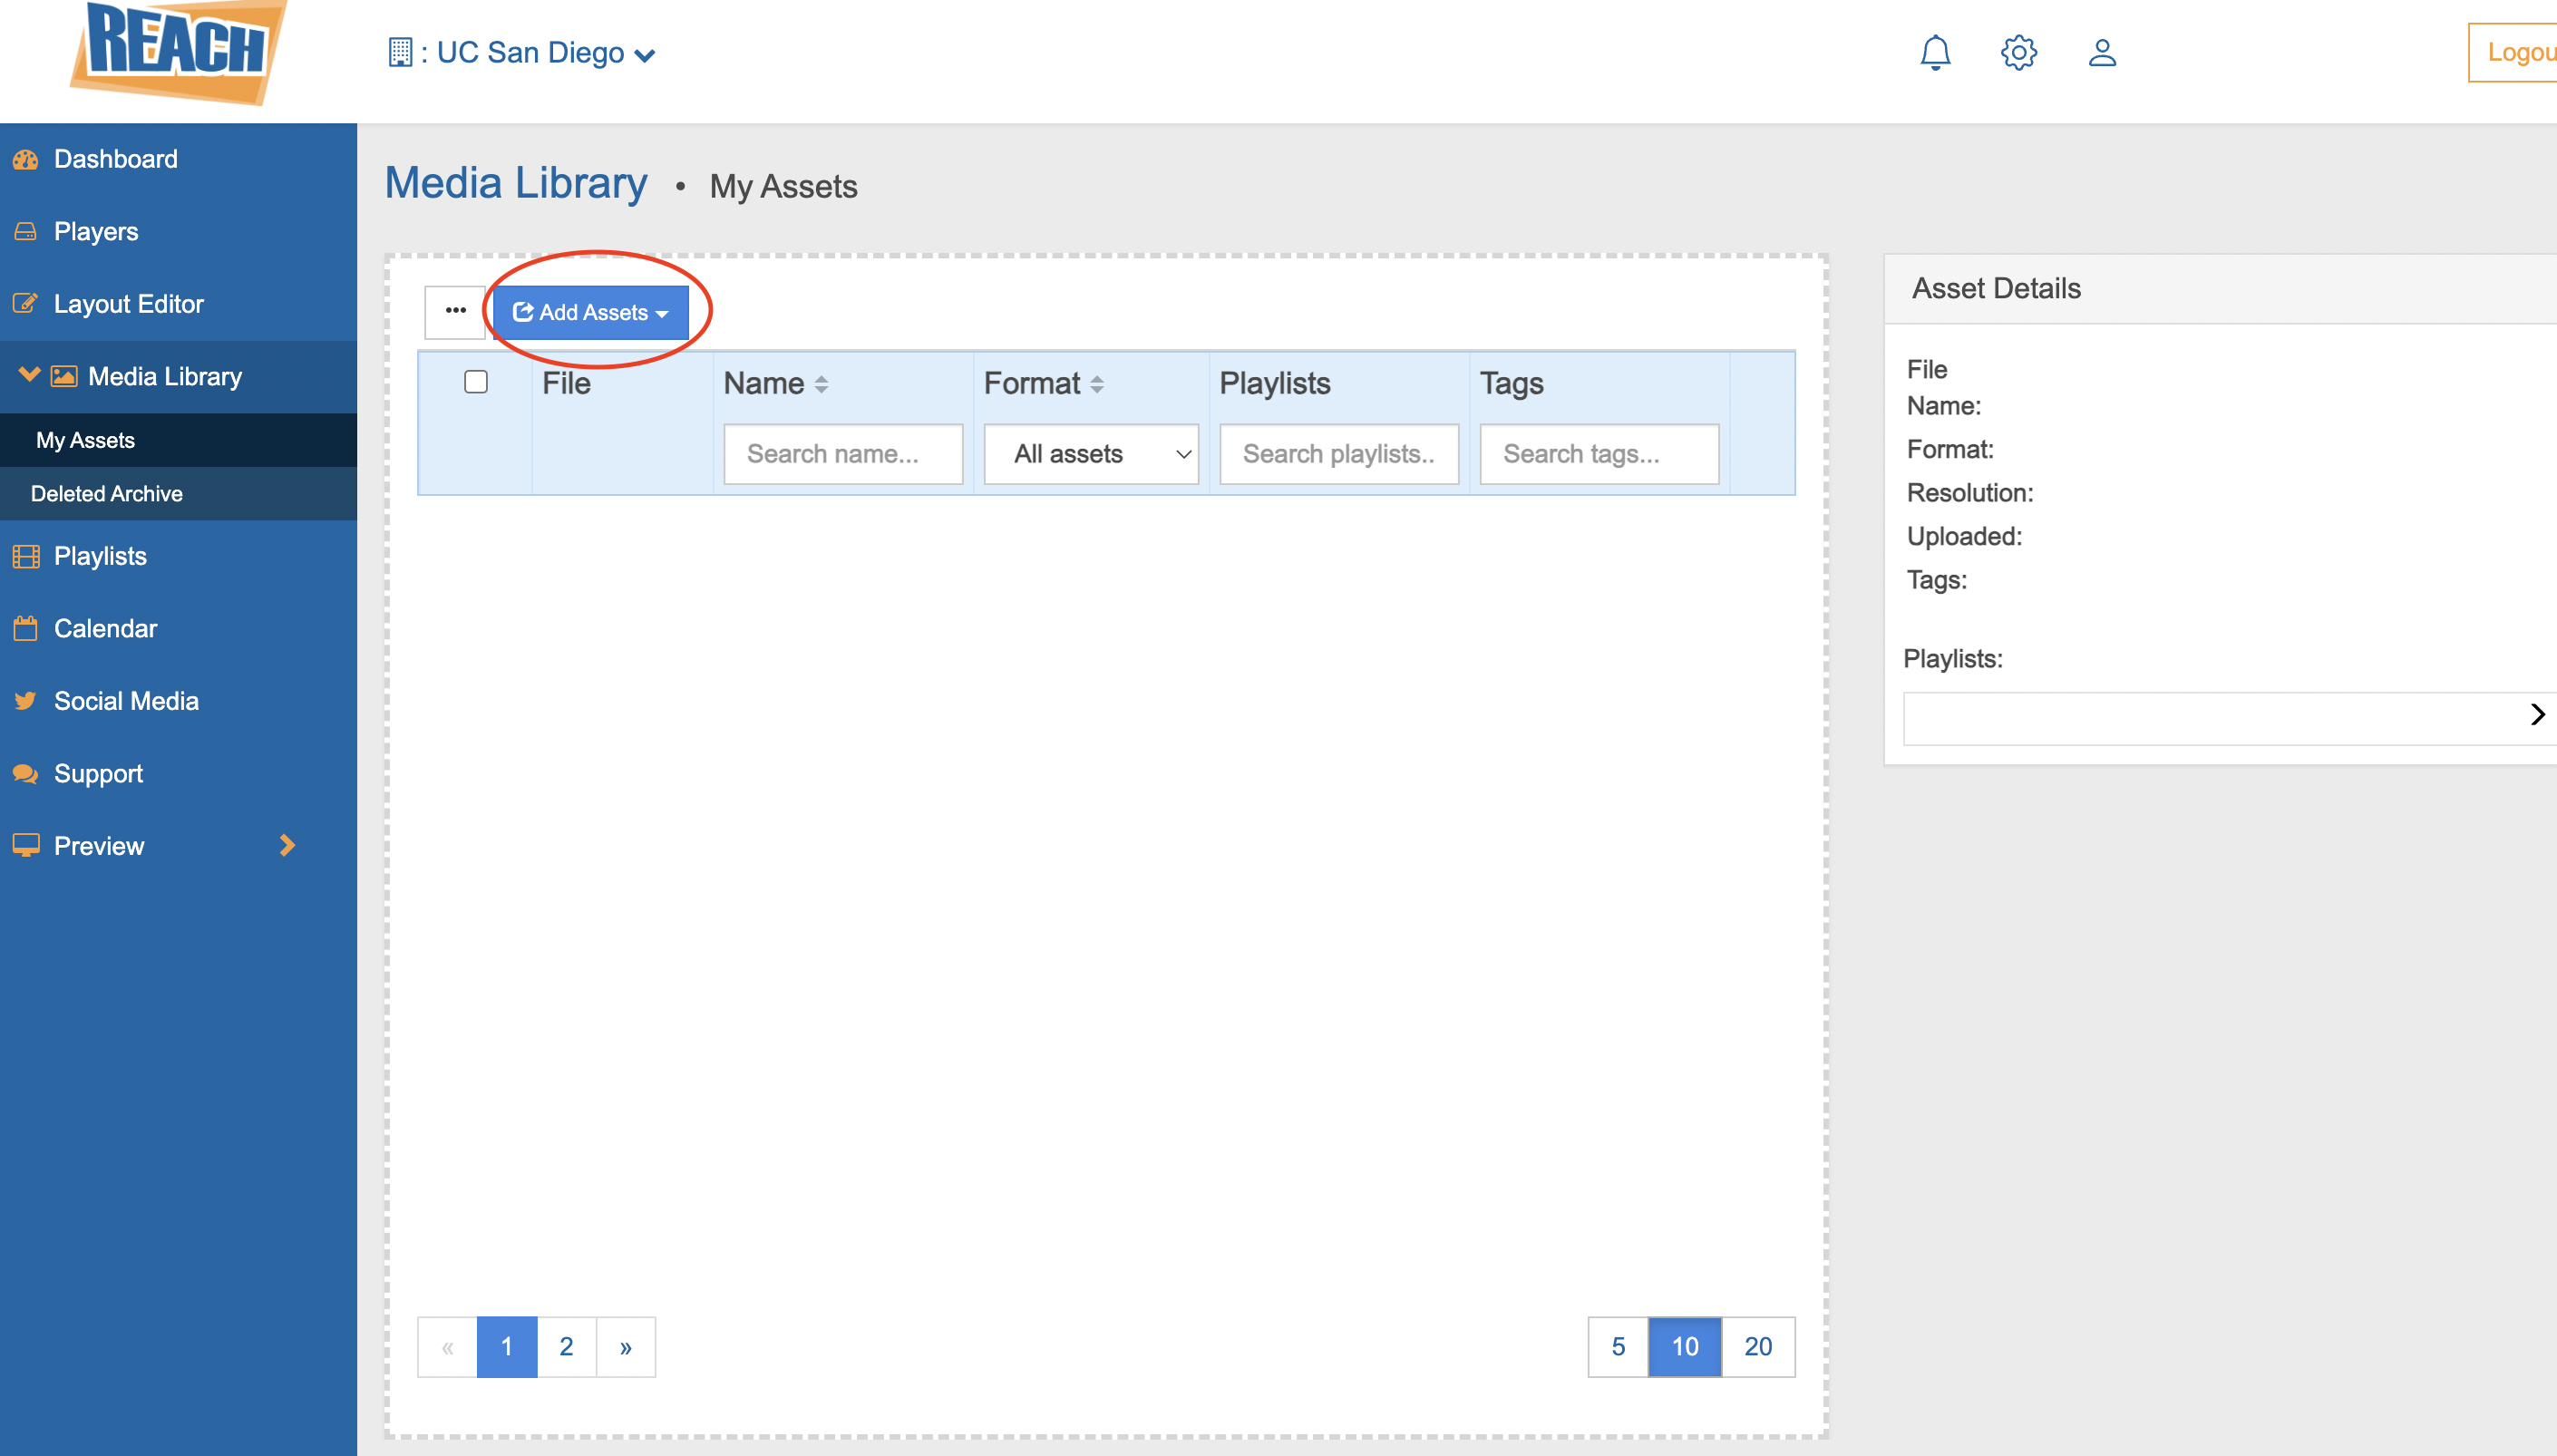 REACH
: UC San Diego
Logou
Dashboard
Players
Layout Editor
Media Library
My Assets
Deleted Archive
Playlists
Calendar
Social Media
Support
Preview
Media Library • My Assets
... Add Assets
File Name Format Playlists Tags
Search name... All assets Search playlists.. Search tags...
« 1 2 »
5 10 20
Asset Details
File
Name:
Format:
Resolution:
Uploaded:
Tags:
Playlists: